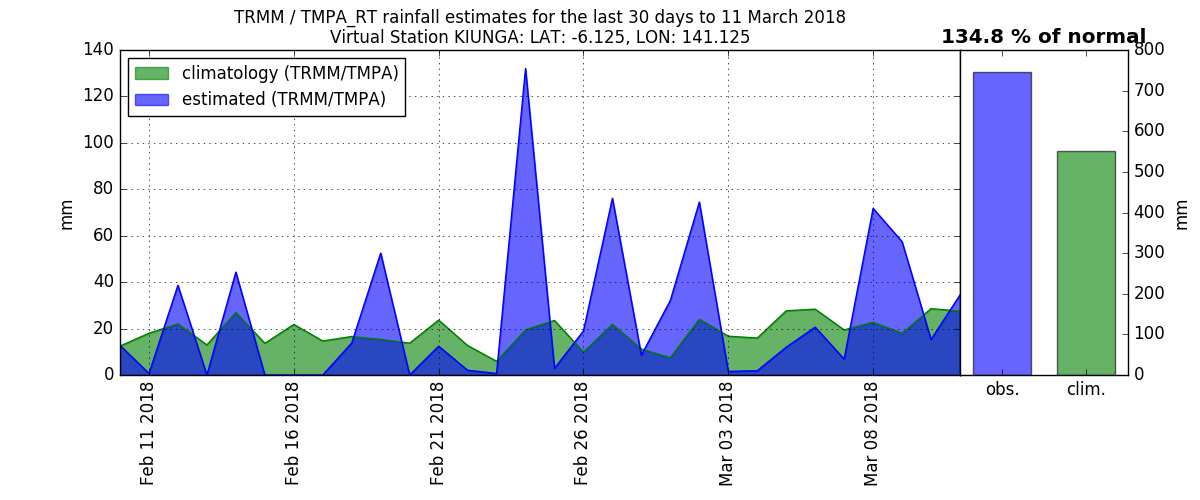 TRMM / TMPA_RT rainfall estimates for the last 30 days to 11 March 2018
Virtual Station KIUNGA: LAT: -6.125, LON: 141.125
134.8 % of normal
climatology (TRMM/TMPA)
estimated (TRMM/TMPA)
mm
140
120
100
80
60
40
20
0
Feb 11 2018
Feb 16 2018
Feb 21 2018
Feb 26 2018
Mar 03 2018
Mar 08 2018
800
700
600
500
400
300
200
100
0
mm
obs.
clim.